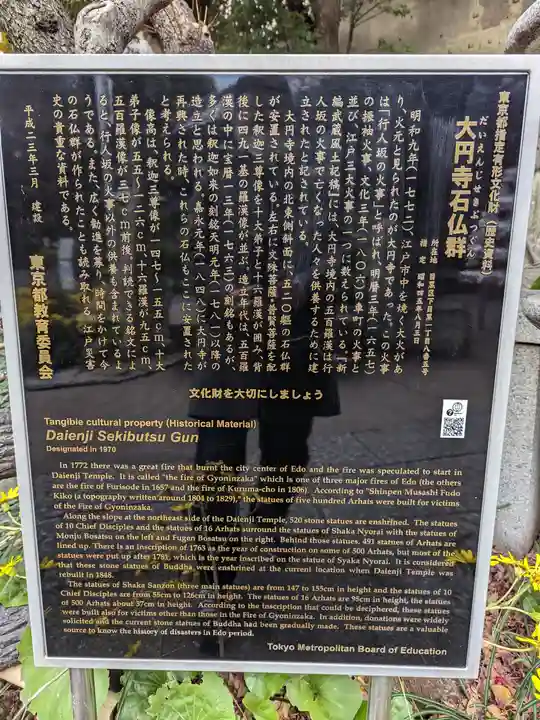 東京都指定有形文化財（歴史資料）
だいえんじせきぶつぐん
大円寺石仏群
所在地 目黒区下目黒一丁目八番五号
指定 昭和四五年八月三日
明和九年（一七七二）、江戸市中を焼く大火があ
り、火元と見られたのが大円寺であった。この火事
は「行人坂の火事」と呼ばれ、明暦三年（一六五七）
の振袖火事、文化三年（一八〇六）の車町の火事と
並び、江戸三大火事の一つに数えられている。『新
編武蔵風土記稿』には、大円寺境内の五百羅漢は行
人坂の火事で亡くなった人々を供養するために建
立されたと記されている。
大円寺境内の北東側斜面に、五二〇躯の石仏群
が安置されている。左右に文殊菩薩・普賢菩薩を配
した釈迦三尊像を十大弟子と十六羅漢が囲み、背
後に四九一基の羅漢像が並ぶ。造立年代は、五百羅
漢の中に宝暦一三年（一七六三）の刻銘もあるが、
多くは釈迦如来の刻銘天明元年（一七八一）以降の
造立と思われる。嘉永元年（一八四八）に大円寺が
再興された時、これらの石仏もここに安置された
と考えられる。
像高は、釈迦三尊像が一四七～一五五cm、十大
弟子像が五五～一二六cm、十六羅漢が九五cm、
五百羅漢像が三七cm前後、判読できる銘文によ
ると、行人坂の火事以外の供養も含まれているよ
うである。また、広く勧進を募り、時間をかけて今
の石仏群が作られたことも読み取れる。江戸災害
史の貴重な資料である。
平成二三年三月 建設
東京都教育委員会
文化財を大切にしましょう
Tangible cultural property (Historical Material)
Daienji Sekibutsu Gun
Designated in 1970
In 1772 there was a great fire that burnt the city center of Edo and the fire was speculated to start in
Daienji Temple. It is called "the fire of Gyoninzaka" which is one of three major fires of Edo (the others
are the fire of Furisode in 1657 and the fire of Kuruma-cho in 1806). According to "Shinpen Musashi Fudo
Kiko (a topography written around 1804 to 1829)," the statues of five hundred Arhats were built for victims
of the Fire of Gyoninzaka.
Along the slope at the northeast side of the Daienji Temple, 520 stone statues are enshrined. The statues
of 10 Chief Disciples and the statues of 16 Arhats surround the statues of Shaka Nyorai with the statues of
Monju Bosatsu on the left and Fugen Bosatsu on the right. Behind those statues, 491 statues of Arhats are
lined up. There is an inscription of 1763 as the year of construction on some of 500 Arhats, but most of the
statues were put up after 1781, which is the year inscribed on the statue of Syaka Nyorai. It is considered
that these stone statues of Buddha were enshrined at the current location when Daienji Temple was
rebuilt in 1848.
The statues of Shaka Sanzon (three main statues) are from 147 to 155cm in height and the statues of 10
Chief Disciples are from 55cm to 126cm in height. The statues of 16 Arhats are 95cm in height, the statues
of 500 Arhats about 37cm in height. According to the inscription that could be deciphered, these statues
were built also for victims other than those in the Fire of Gyoninzaka. In addition, donations were widely
solicited and the current stone statues of Buddha had been gradually made. These statues are a valuable
source to know the history of disasters in Edo period.
Tokyo Metropolitan Board of Education